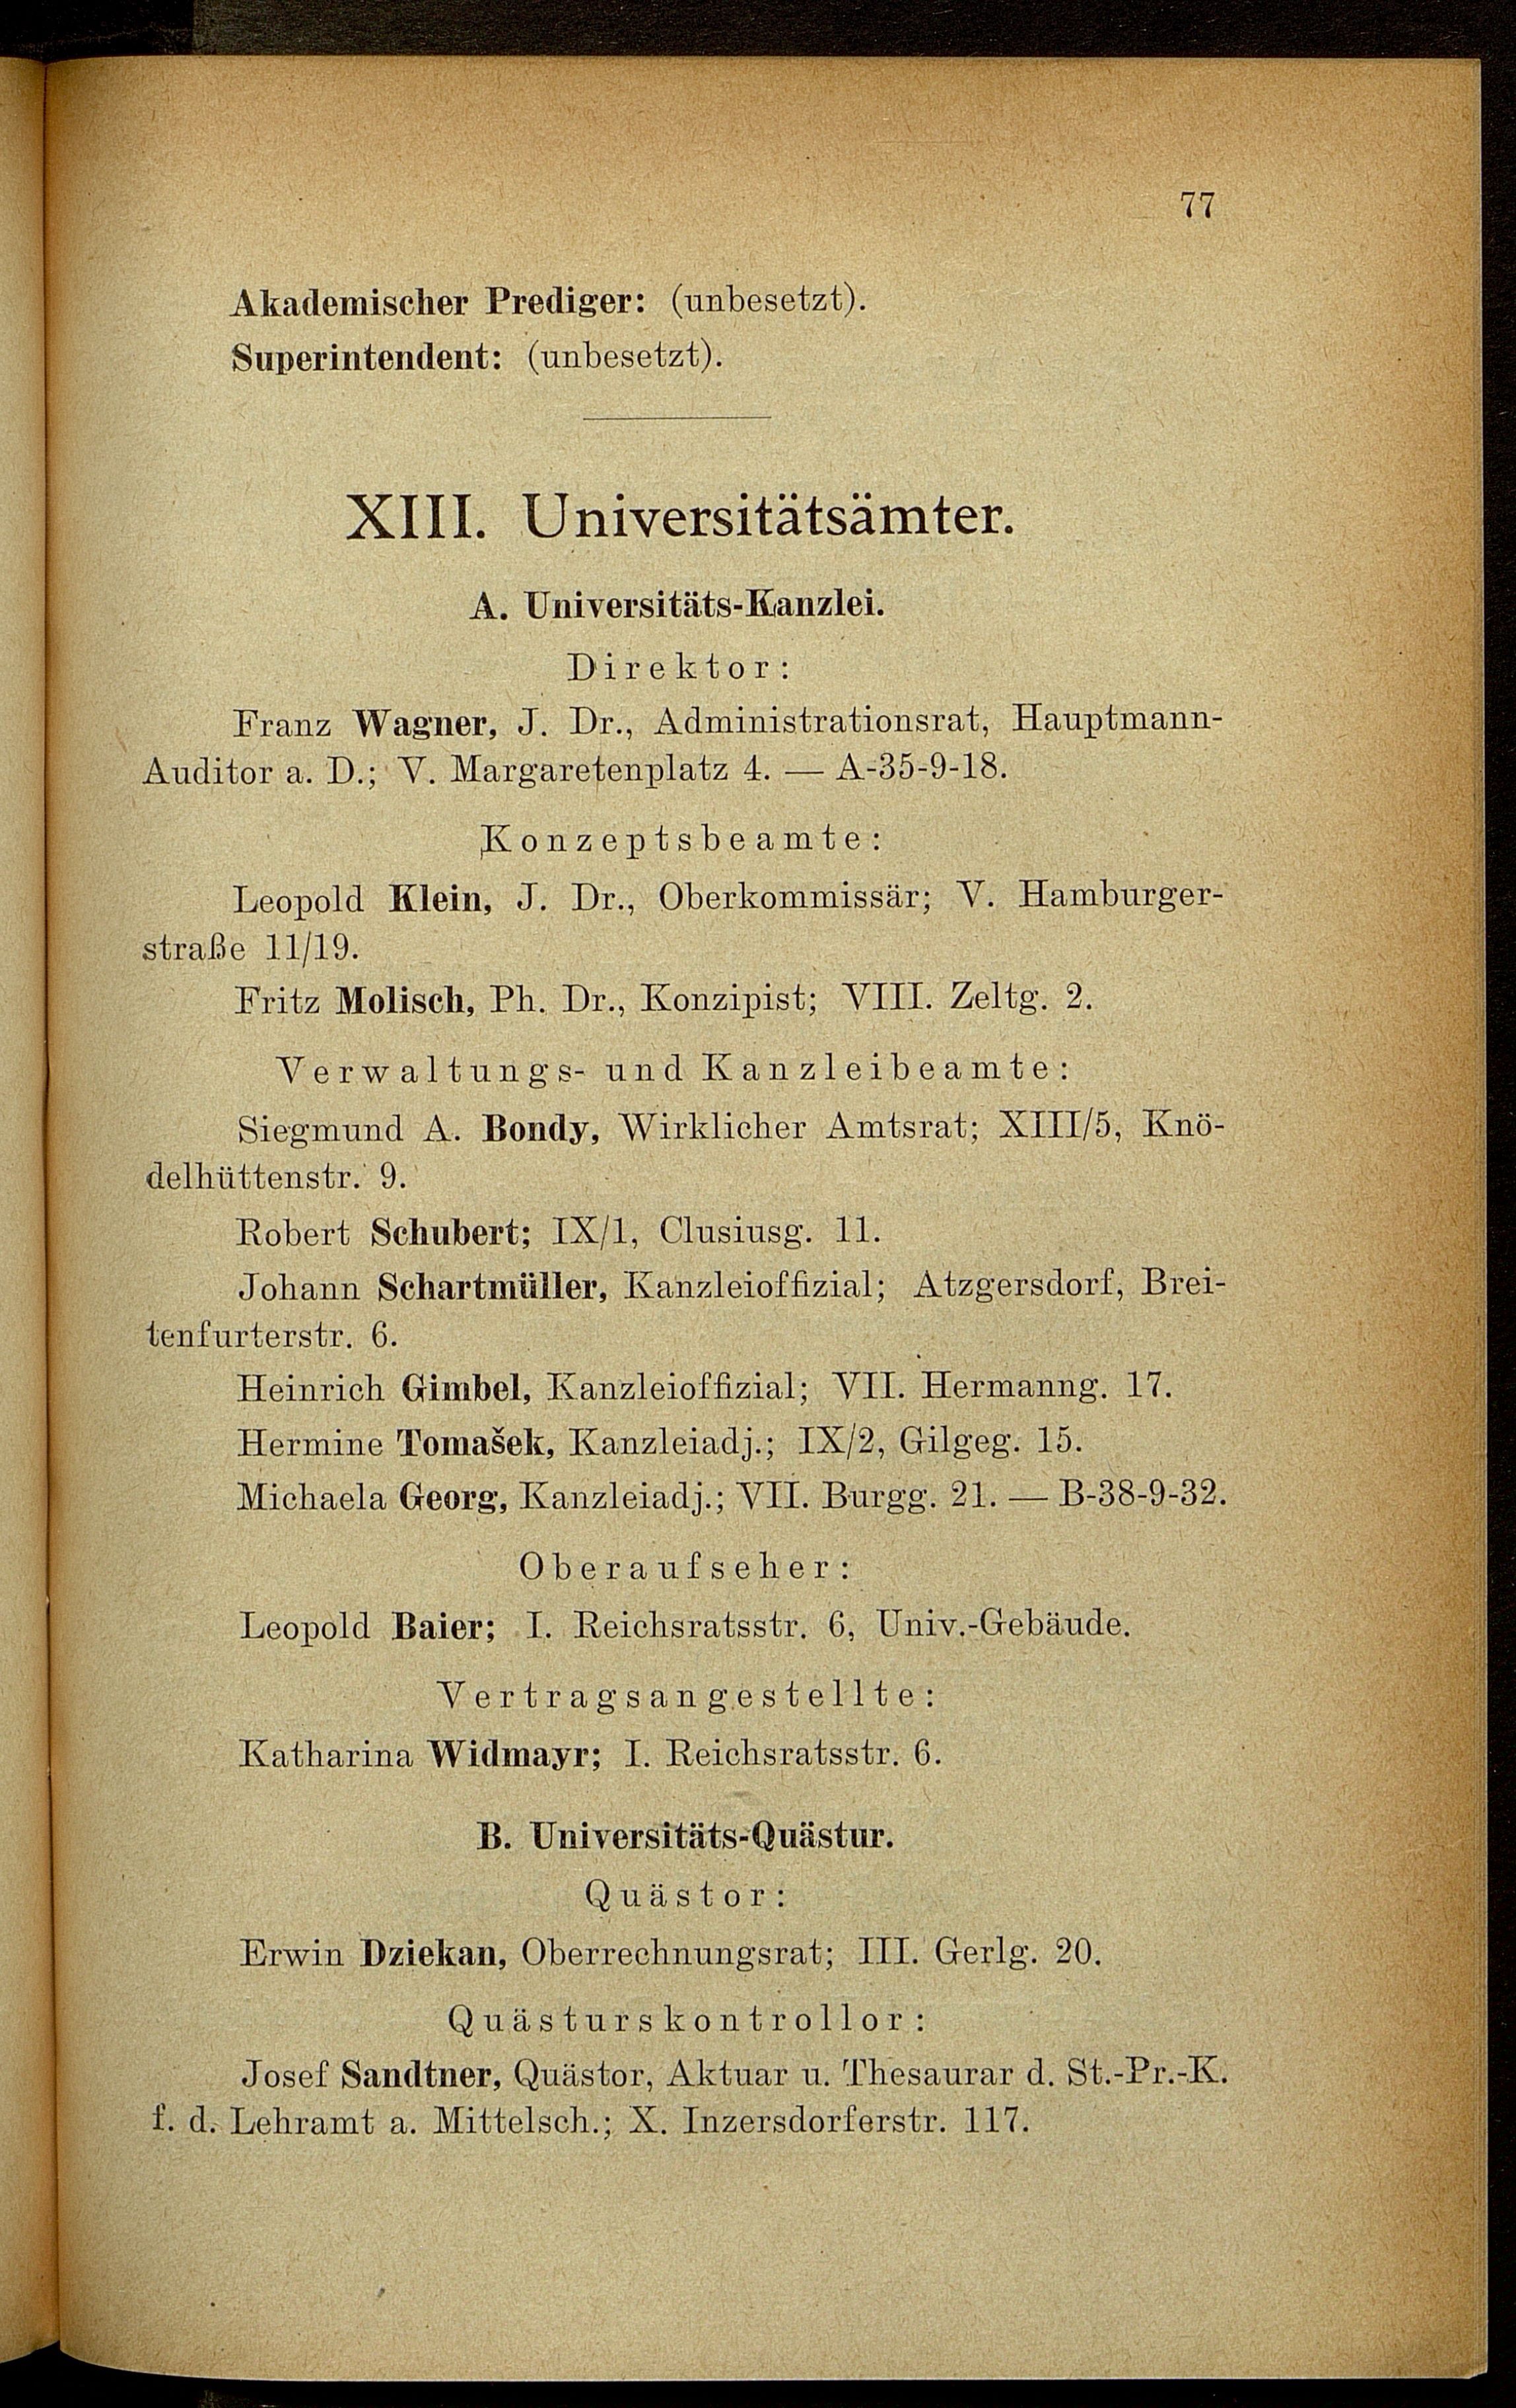 77
Akademischer Prediger: (unbesetzt).
Superintendent: (unbesetzt).
XIII. Universitätsämter.
A. Universitäts-Kanzlei.
Direktor:
Franz Wagner, J. Dr., Administrationsrat, Hauptmann-
Auditor a. D.; V. Margaretenplatz 4. — A-35-9-18.
Konzeptsbeamte:
Leopold Klein, J. Dr., Oberkommissär; V. Hamburger-
straße 11/19.
Fritz Molisch, Ph. Dr., Konzipist; VIII. Zeltg. 2.
Verwaltungs- und Kanzleibeamte:
Siegmund A. Bondy, Wirklicher Amtsrat; XIII/5, Knö-
delhüttenstr. 9.
Robert Schubert; IX/1, Clusiusg. 11.
Johann Schartmüller, Kanzleioffizial; Atzgersdorf, Brei-
tenfurterstr. 6.
Heinrich Gimbel, Kanzleioffizial; VII. Hermanng. 17.
Hermine Tomašek, Kanzleiadj.; IX/2, Gilgeg. 15.
Michaela Georg, Kanzleiadj.; VII. Burgg. 21. — B-38-9-32.
Oberaufseher:
Leopold Baier; I. Reichsratsstr. 6, Univ.-Gebäude.
Vertragsangestellte:
Katharina Widmayr; I. Reichsratsstr. 6.
B. Universitäts-Quästur.
Quästor:
Erwin Dziekan, Oberrechnungsrat; III. Gerlg. 20.
Quästurskontrollor:
Josef Sandtner, Quästor, Aktuar u. Thesaurar d. St.-Pr.-K.
f. d. Lehramt a. Mittelsch.; X. Inzersdorferstr. 117.